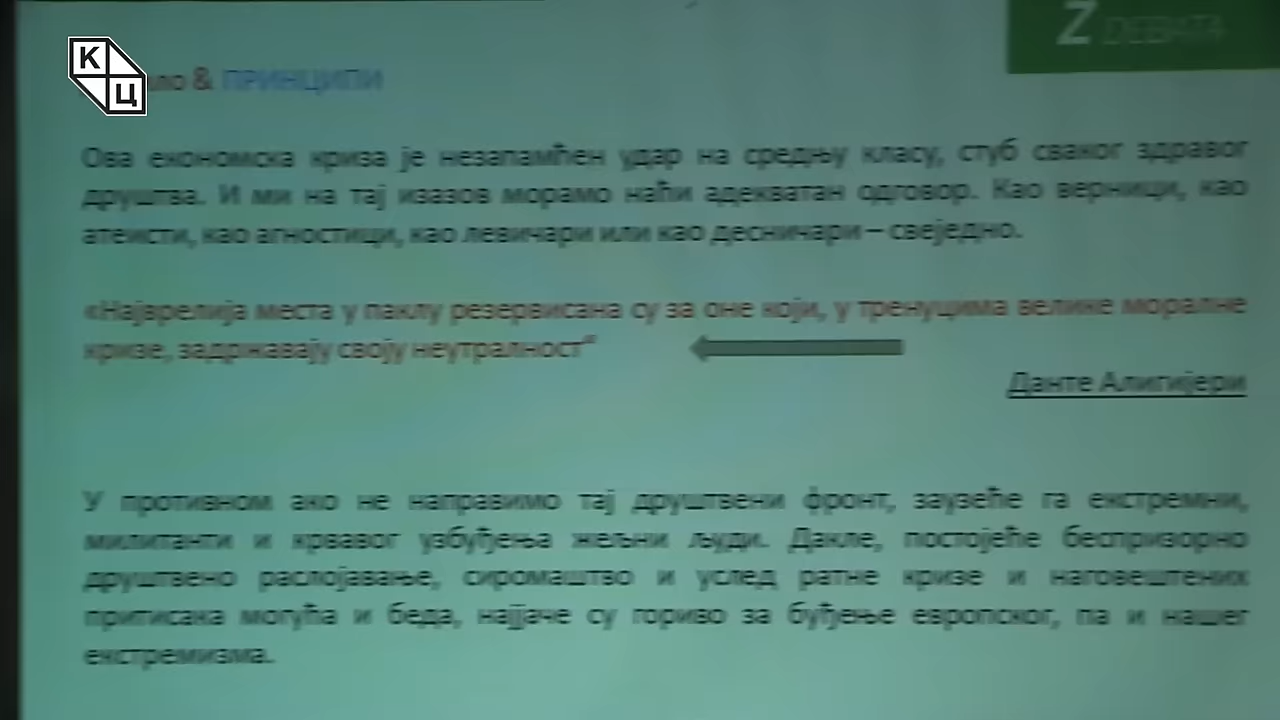 Z DEBATA
К
Ц
& ПРИНЦИПИ
Ова економска криза је незапамћен удар на средњу класу, стуб сваког здравог
друштва. И ми на тај изазов морамо наћи адекватан одговор. Као верници, као
атеисти, као агностици, као левичари или као десничари – свеједно.
«Најврелија места у паклу резервисана су за оне који, у тренуцима велике моралне
кризе, задржавају своју неутралност“
Данте Алигијери
У противном ако не направимо тај друштвени фронт, заузеће га екстремни,
милитанти и крвавог узбуђења жељни људи. Дакле, постојеће беспризорно
друштвено раслојавање, сиромаштво и услед ратне кризе и наговештених
притисака могућа и беда, најјаче су гориво за буђење европског, па и нашег
екстремизма.